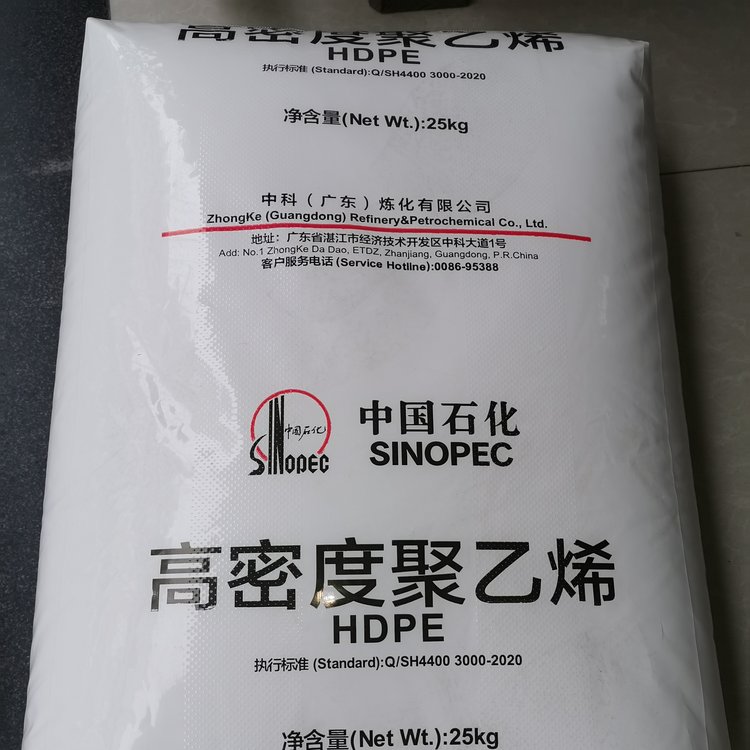 高密度聚乙烯
HDPE
执行标准 (Standard):Q/SH4400 3000-2020
净含量(Net Wt.):25kg
中科（广东）炼化有限公司
ZhongKe (Guangdong) Refinery&Petrochemical Co., Ltd.
地址：广东省湛江市经济技术开发区中科大道1号
Add: No.1 ZhongKe Da Dao, ETDZ, Zhanjiang, Guangdong, P.R.China
客户服务电话(Service Hotline):0086-95388
中国石化
SINOPEC
中国石化
SINOPEC
高密度聚乙烯
HDPE
执行标准 (Standard):Q/SH4400 3000-2020
净含量(Net Wt.):25kg